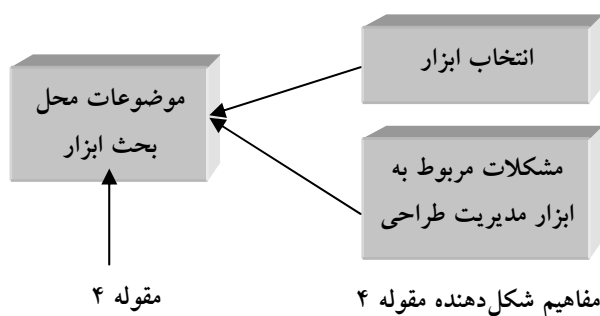 انتخاب ابزار
موضوعات محل
بحث ابزار
مشکلات مربوط به
ابزار مدیریت طراحی
مفاهیم شکل‌دهنده مقوله ۴
مقوله ۴